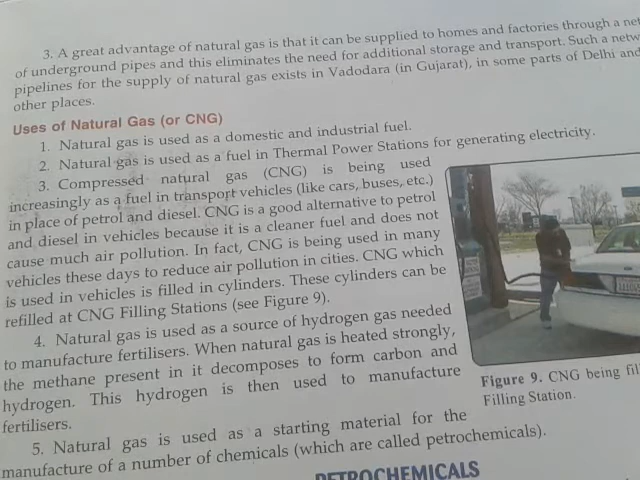 3. A great advantage of natural gas is that it can be supplied to homes and factories through a
of underground pipes and this eliminates the need for additional storage and transport. Such a
pipelines for the supply of natural gas exists in Vadodara (in Gujarat), in some parts of Delhi and
other places.
Uses of Natural Gas (or CNG)
1. Natural gas is used as a domestic and industrial fuel.
2. Natural gas is used as a fuel in Thermal Power Stations for generating electricity.
3. Compressed natural gas (CNG) is being used
increasingly as a fuel in transport vehicles (like cars, buses, etc.)
in place of petrol and diesel. CNG is a good alternative to petrol
and diesel in vehicles because it is a cleaner fuel and does not
cause much air pollution. In fact, CNG is being used in many
vehicles these days to reduce air pollution in cities. CNG which
is used in vehicles is filled in cylinders. These cylinders can be
refilled at CNG Filling Stations (see Figure 9).
4. Natural gas is used as a source of hydrogen gas needed
to manufacture fertilisers. When natural gas is heated strongly,
the methane present in it decomposes to form carbon and
hydrogen. This hydrogen is then used to manufacture
fertilisers.
5. Natural gas is used as a starting material for the
manufacture of a number of chemicals (which are called petrochemicals).
Figure 9. CNG being
Filling Station.
PETROCHEMICALS